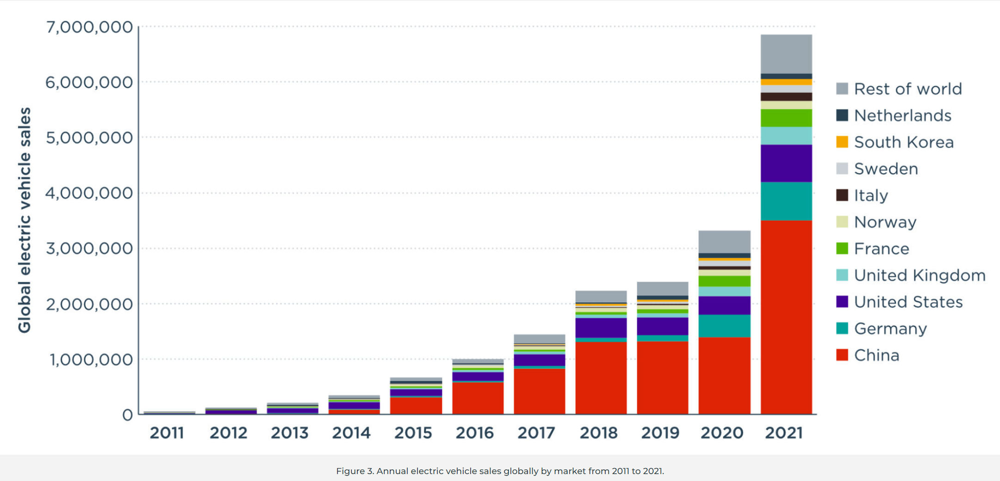 Global electric vehicle sales
7,000,000
6,000,000
5,000,000
4,000,000
3,000,000
2,000,000
1,000,000
0
2011
2012
2013
2014
2015
2016
2017
2018
2019
2020
2021
Rest of world
Netherlands
South Korea
Sweden
Italy
Norway
France
United Kingdom
United States
Germany
China
Figure 3. Annual electric vehicle sales globally by market from 2011 to 2021.